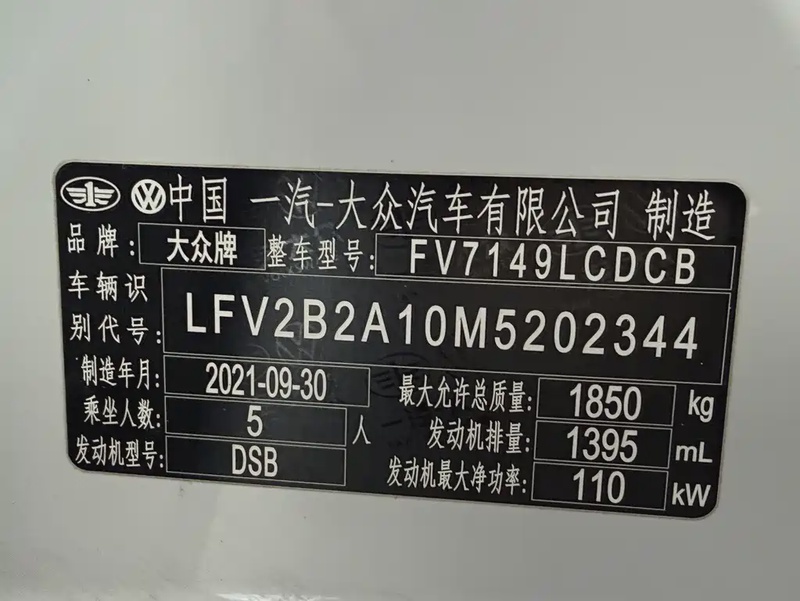 中国 一汽-大众汽车有限公司 制造
品牌: 大众牌 整车型号: FV7149LCDCB
车辆识别代号: LFV2B2A10M5202344
制造年月: 2021-09-30 最大允许总质量: 1850 kg
乘坐人数: 5 人 发动机排量: 1395 mL
发动机型号: DSB 发动机最大净功率: 110 kW